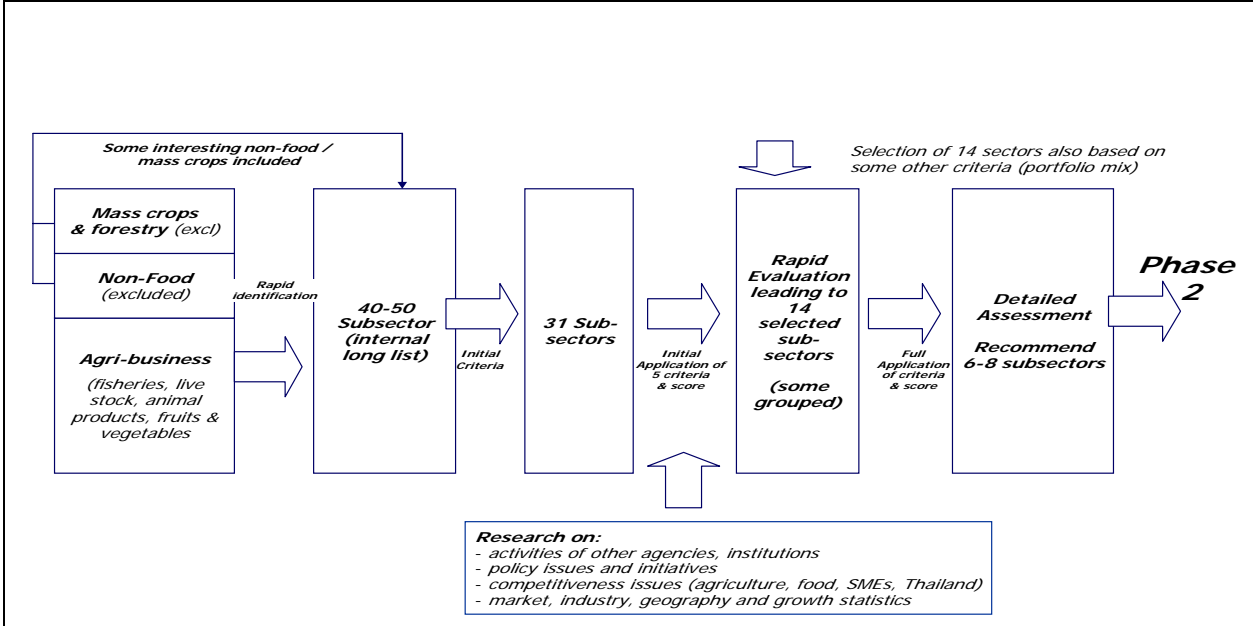 Some interesting non-food /
mass crops included
Selection of 14 sectors also based on
some other criteria (portfolio mix)
Mass crops
& forestry (excl)
Non-Food
(excluded)
Agri-business
(fisheries, live
stock, animal
products, fruits &
vegetables
Rapid
identification
40-50
Subsector
(internal
long list)
Initial
Criteria
31 Sub-
sectors
Initial
Application of
5 criteria
& score
Rapid
Evaluation
leading to
14
selected
sub-
sectors
(some
grouped)
Full
Application
of criteria
& score
Detailed
Assessment
Recommend
6-8 subsectors
Phase
2
Research on:
- activities of other agencies, institutions
- policy issues and initiatives
- competitiveness issues (agriculture, food, SMEs, Thailand)
- market, industry, geography and growth statistics